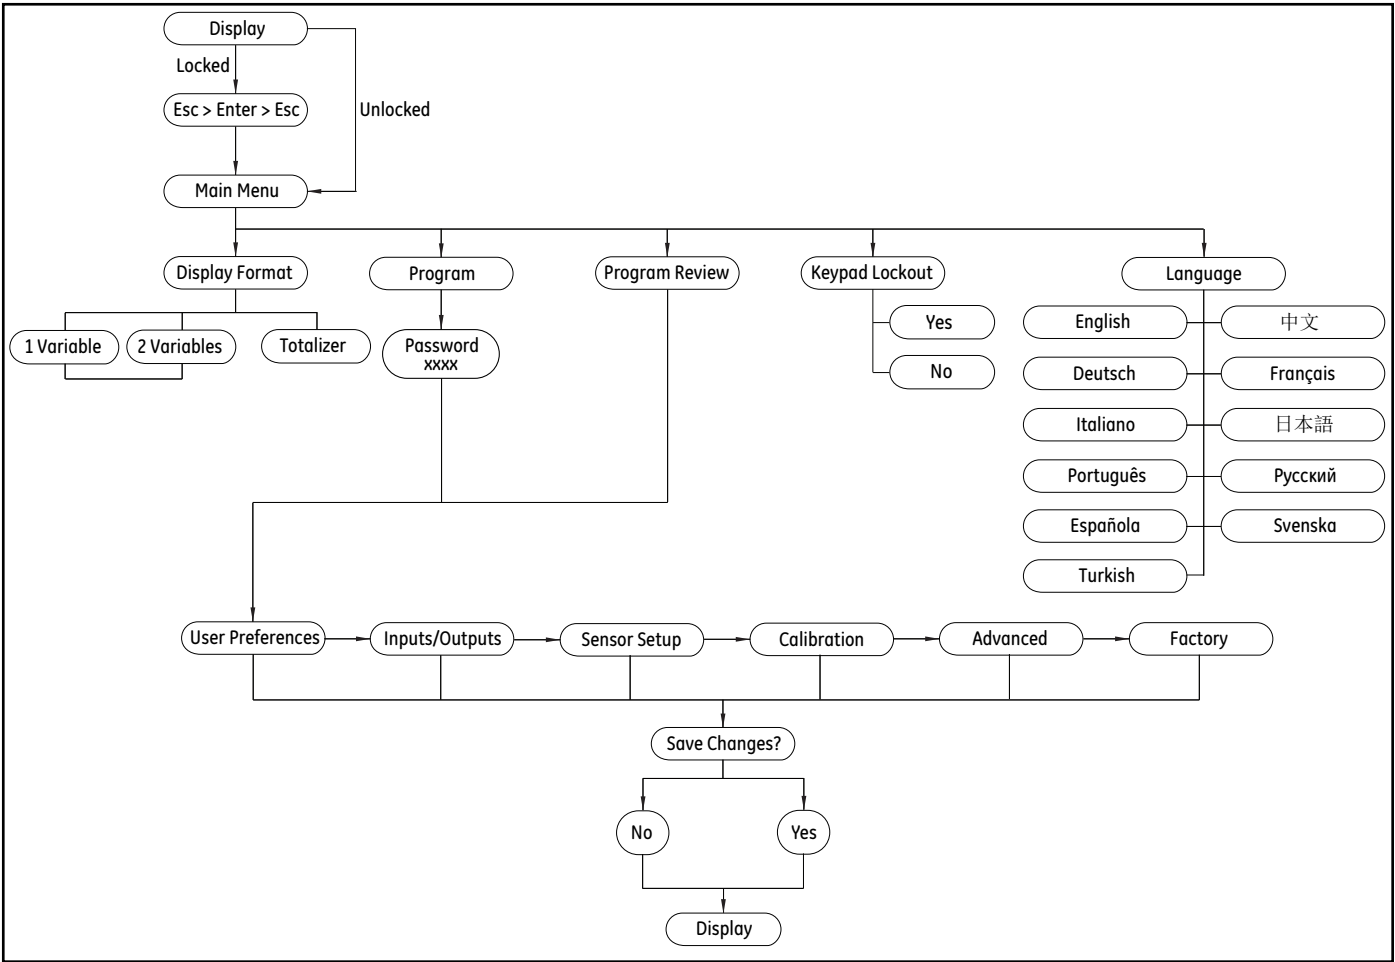 Display
Locked
Esc > Enter > Esc
Unlocked
Main Menu
Display Format
Program
Program Review
Keypad Lockout
Language
1 Variable
2 Variables
Totalizer
Password
xxxx
Yes
No
English
中文
Deutsch
Français
Italiano
日本語
Português
Русский
Española
Svenska
Turkish
User Preferences
Inputs/Outputs
Sensor Setup
Calibration
Advanced
Factory
Save Changes?
No
Yes
Display